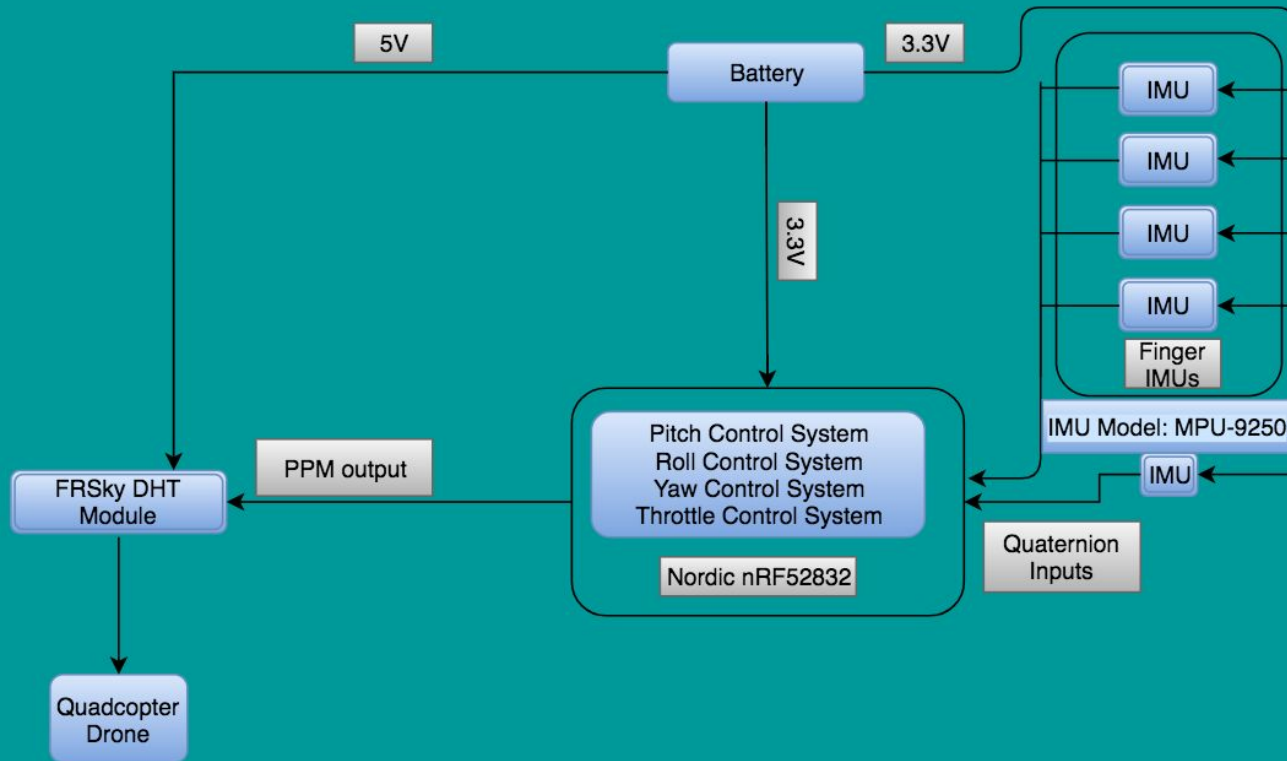 5V
Battery
3.3V
IMU
IMU
3.3V
IMU
IMU
Finger
IMUs
IMU Model: MPU-9250
Pitch Control System
Roll Control System
Yaw Control System
Throttle Control System
PPM output
IMU
FRSky DHT
Module
Quaternion
Inputs
Nordic nRF52832
Quadcopter
Drone